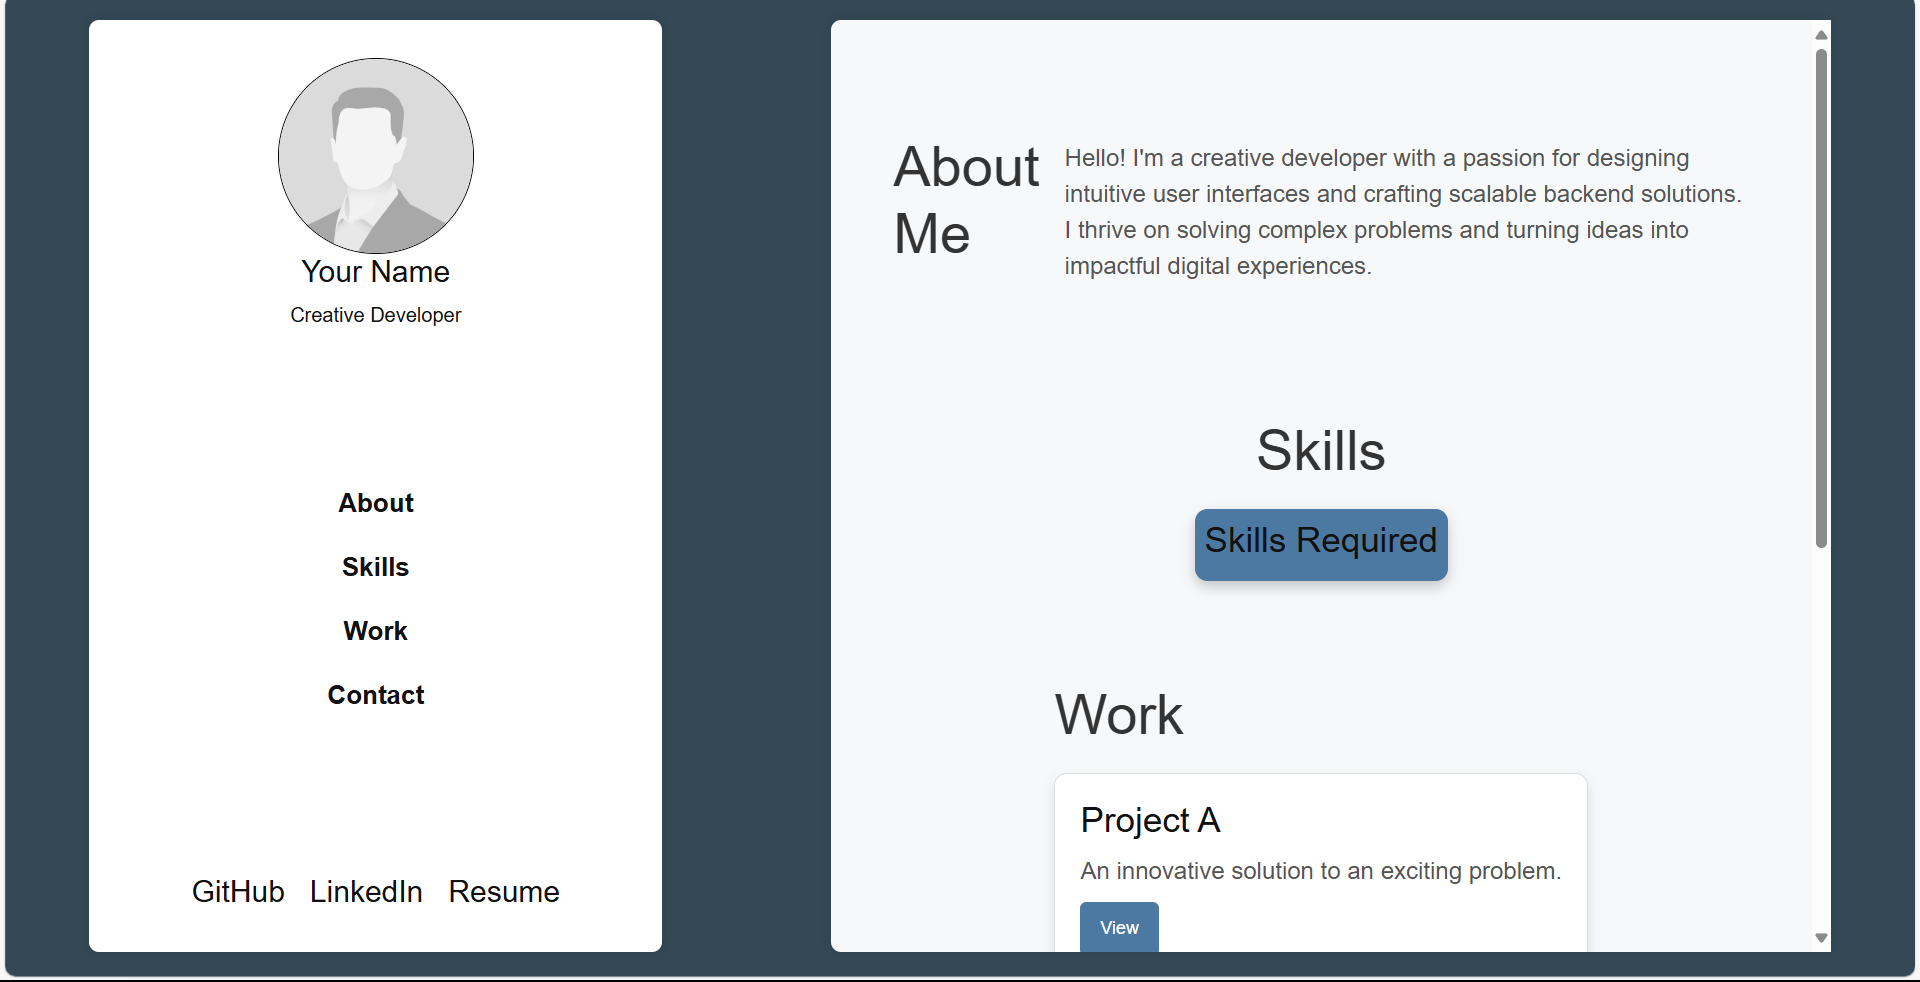 Your Name
Creative Developer
About
Skills
Work
Contact
GitHub LinkedIn Resume
About
Me
Hello! I'm a creative developer with a passion for designing
intuitive user interfaces and crafting scalable backend solutions.
I thrive on solving complex problems and turning ideas into
impactful digital experiences.
Skills
Skills Required
Work
Project A
An innovative solution to an exciting problem.
View